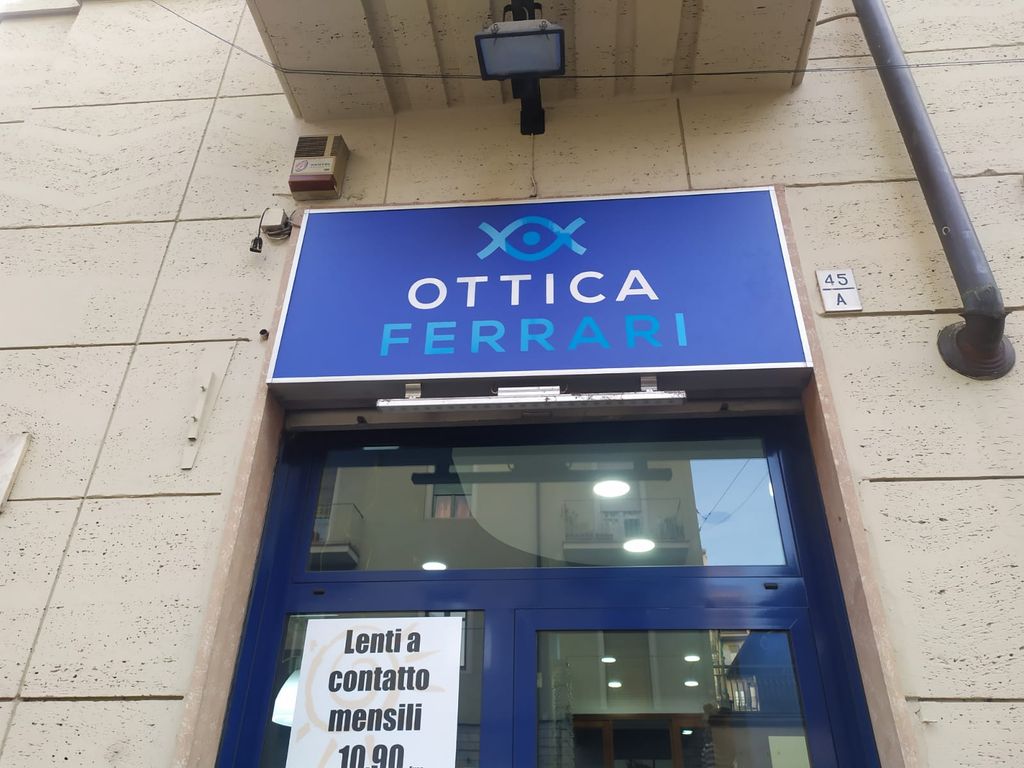 OTTICA
FERRARI
45
A
Lenti a
contatto
mensili
10,90